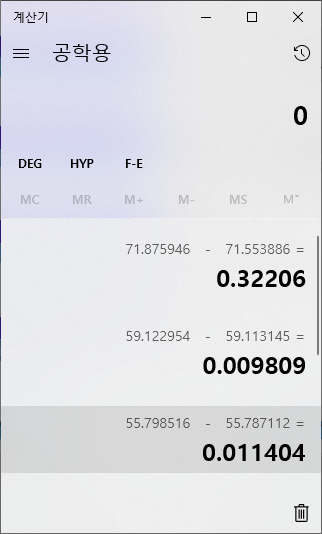 계산기
공학용
0
DEG HYP F-E
MC MR M+ M- MS M˅
71.875946 - 71.553886 =
0.32206
59.122954 - 59.113145 =
0.009809
55.798516 - 55.787112 =
0.011404